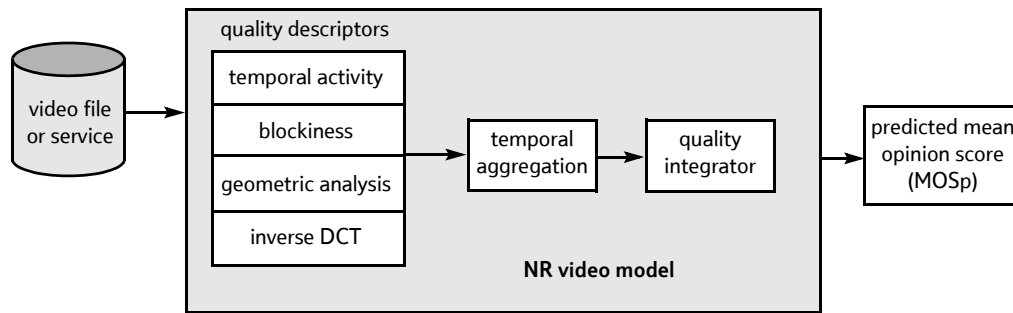 quality descriptors
video file
or service
temporal activity
blockiness
geometric analysis
inverse DCT
temporal
aggregation
quality
integrator
NR video model
predicted mean
opinion score
(MOSp)